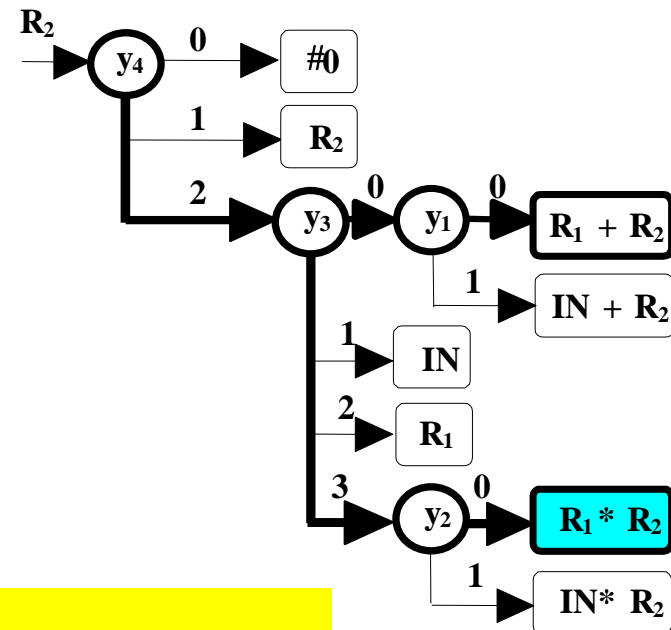 R₂
y₄ 0 #0
1 R₂
2 y₃ 0 y₁ 0 R₁ + R₂
1 IN + R₂
1 IN
2 R₁
3 y₂ 0 R₁* R₂
1 IN* R₂